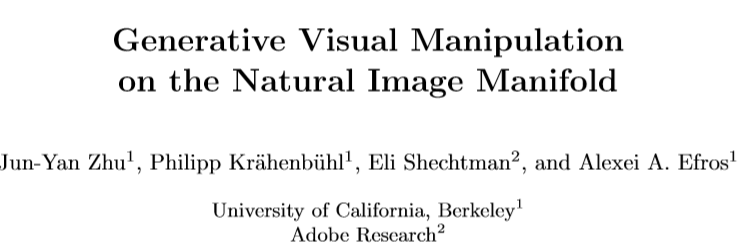 Generative Visual Manipulation
on the Natural Image Manifold
Jun-Yan Zhu¹, Philipp Krähenbühl¹, Eli Shechtman², and Alexei A. Efros¹
University of California, Berkeley¹
Adobe Research²